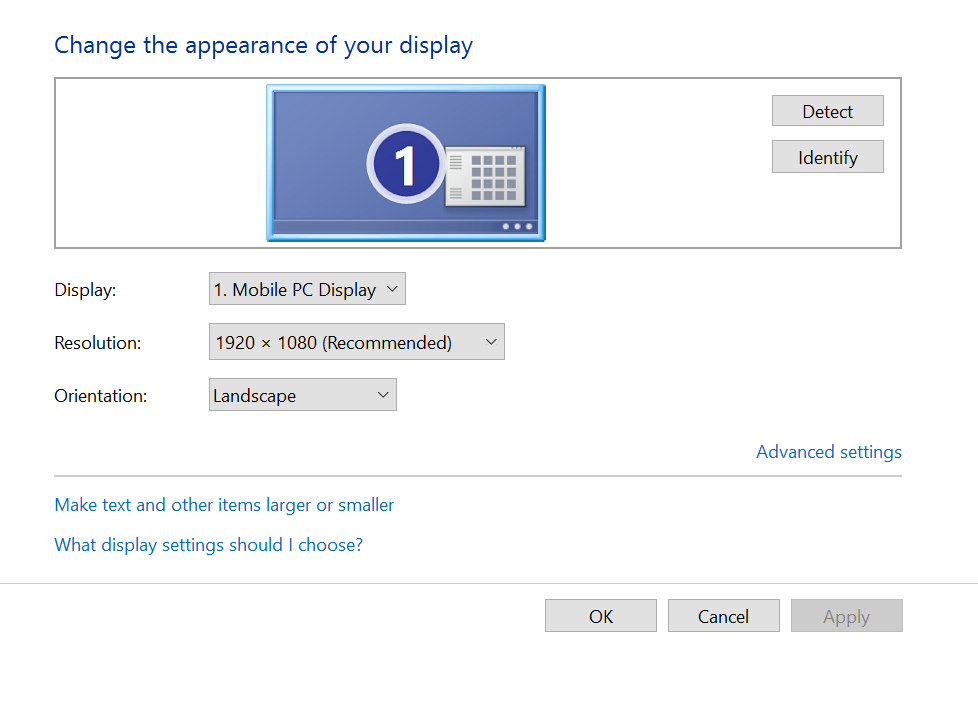 Change the appearance of your display
1
Detect
Identify
Display:
1. Mobile PC Display
Resolution:
1920 × 1080 (Recommended)
Orientation:
Landscape
Advanced settings
Make text and other items larger or smaller
What display settings should I choose?
OK
Cancel
Apply